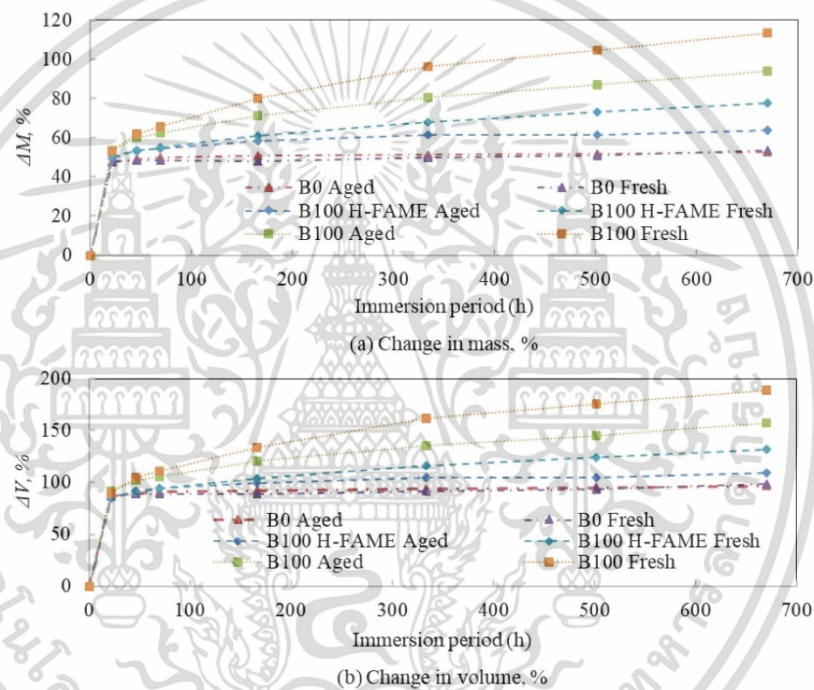 120
100
80
60
40
20
0
ΔM, %
B0 Aged
B0 Fresh
B100 H-FAME Aged
B100 H-FAME Fresh
B100 Aged
B100 Fresh
0 100 200 300 400 500 600 700
Immersion period (h)
(a) Change in mass, %
200
150
100
50
0
ΔV, %
B0 Aged
B0 Fresh
B100 H-FAME Aged
B100 H-FAME Fresh
B100 Aged
B100 Fresh
0 100 200 300 400 500 600 700
Immersion period (h)
(b) Change in volume, %